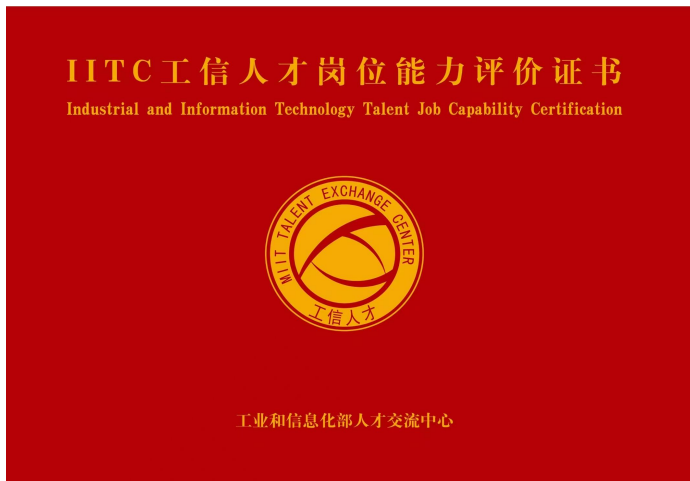 IITC工信人才岗位能力评价证书
Industrial and Information Technology Talent Job Capability Certification
MIIT TALENT EXCHANGE CENTER
工信人才
工业和信息化部人才交流中心